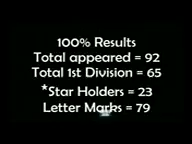 100% Results
Total appeared = 92
Total 1st Division = 65
*Star Holders = 23
Letter Marks = 79